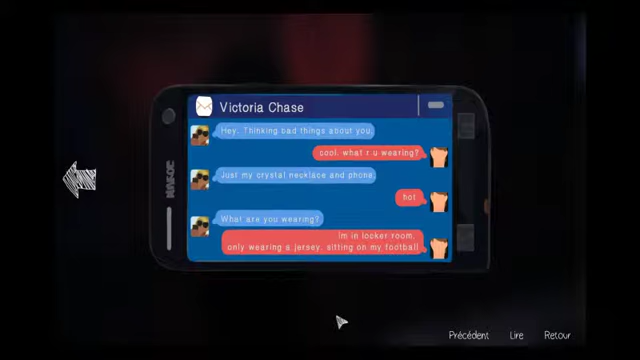 Victoria Chase
Hey. Thinking bad things about you.
cool. what r u wearing?
Just my crystal necklace and phone.
hot
What are you wearing?
Im in locker room.
only wearing a jersey. sitting on my football
Précédent Lire Retour